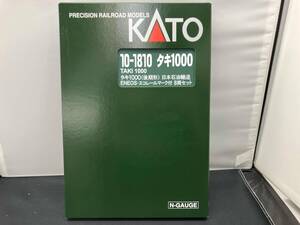 PRECISION RAILROAD MODELS
KATO
10-1810 タキ1000
TAKI 1000
タキ1000(後期形) 日本石油輸送
ENEOS・エコレールマーク付 8両セット
N-GAUGE